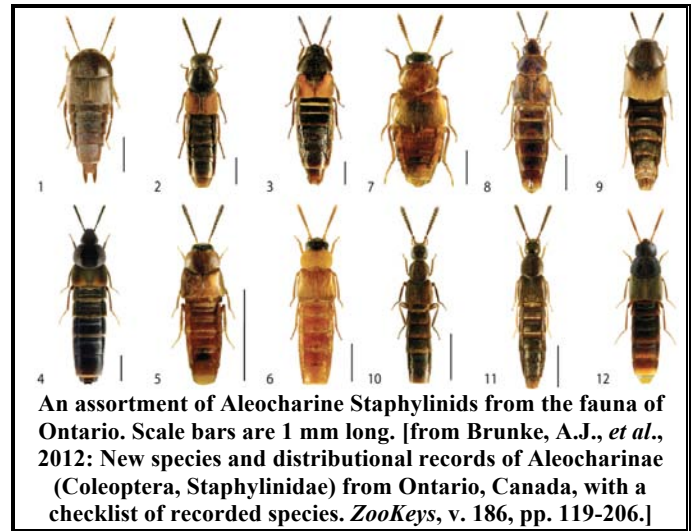 1 2 3 7 8 9
4 5 6 10 11 12
An assortment of Aleocharine Staphylinids from the fauna of
Ontario. Scale bars are 1 mm long. [from Brunke, A.J., et al.,
2012: New species and distributional records of Aleocharinae
(Coleoptera, Staphylinidae) from Ontario, Canada, with a
checklist of recorded species. ZooKeys, v. 186, pp. 119-206.]